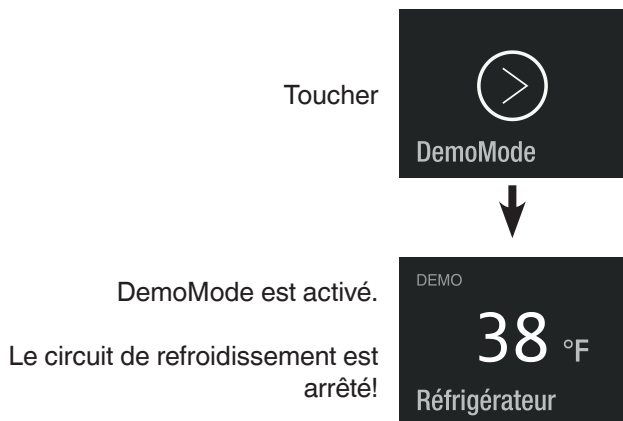 Toucher
DemoMode
DemoMode est activé.
Le circuit de refroidissement est
arrêté!
DEMO
38 °F
Réfrigérateur